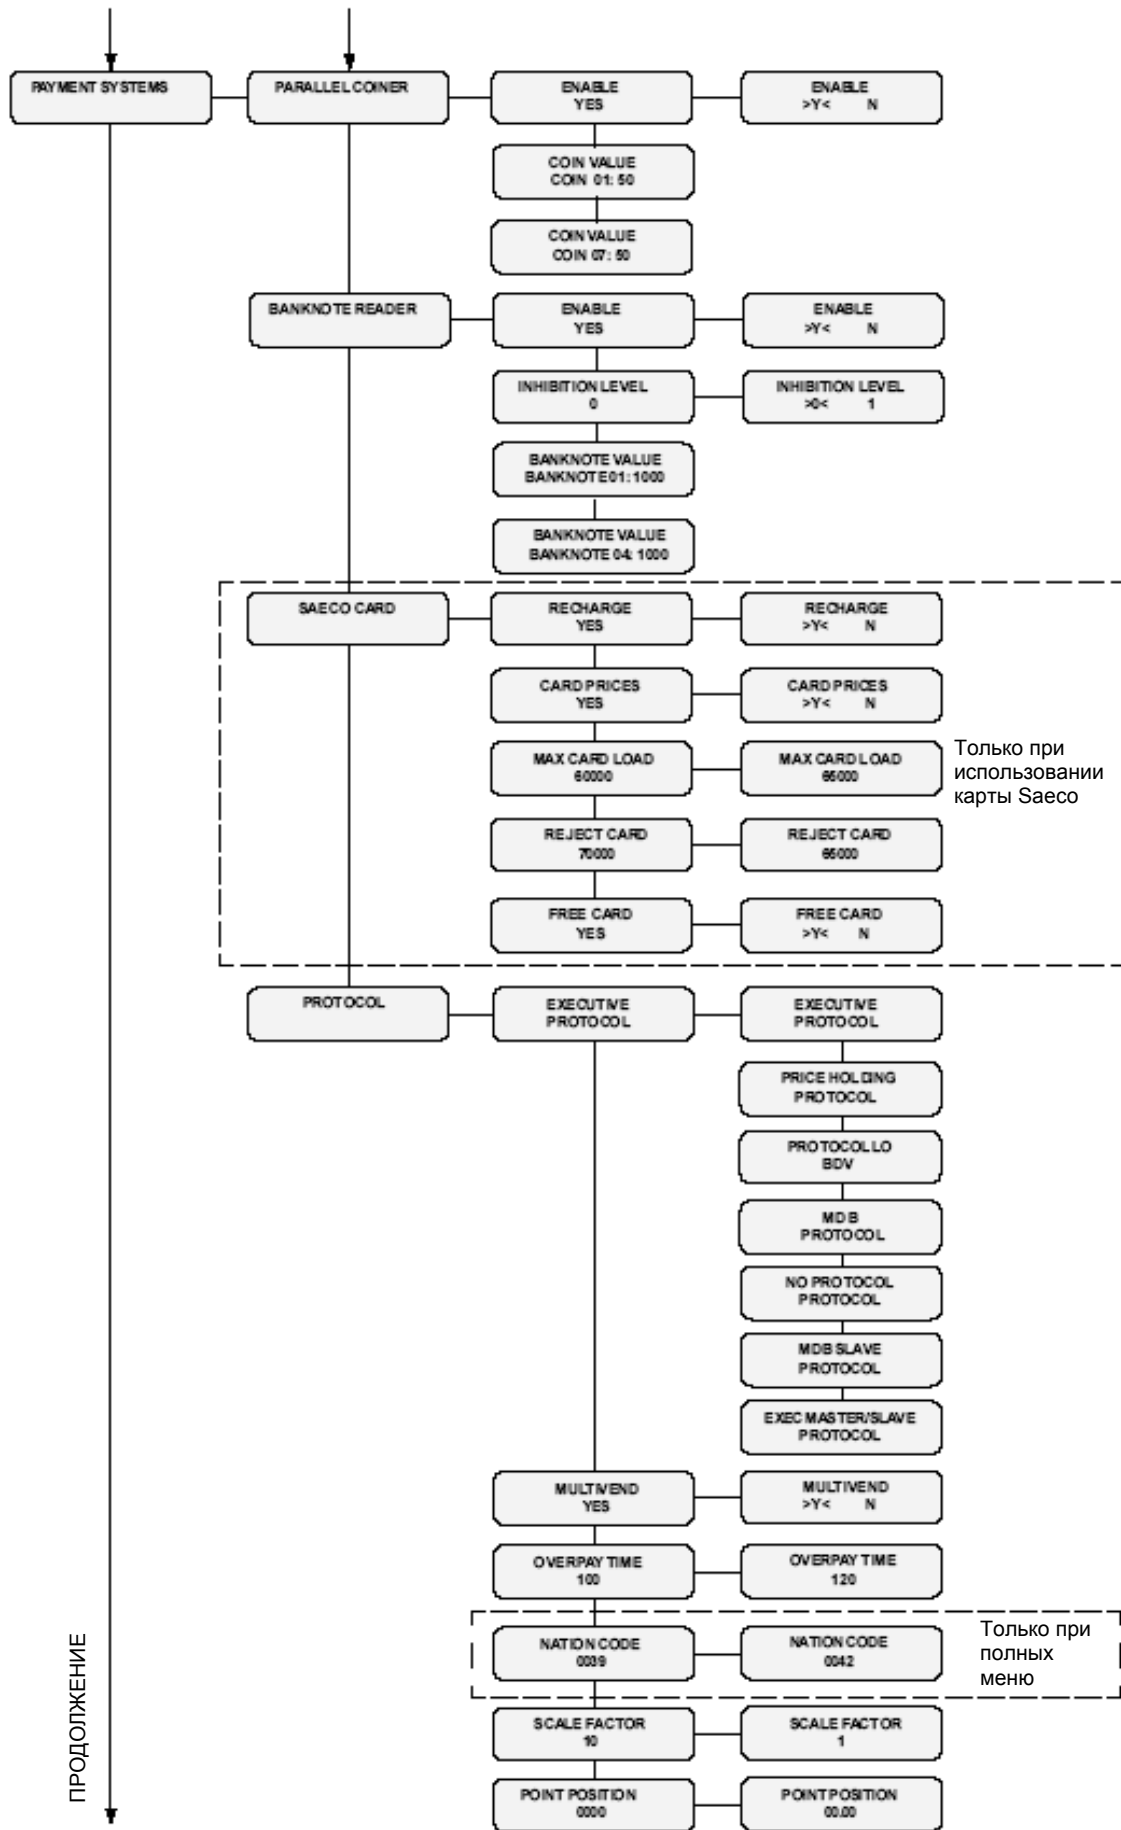 PAYMENT SYSTEMS
PARALLEL COINER
ENABLE
YES
ENABLE
>Y< N
COIN VALUE
COIN 01: 50
COIN VALUE
COIN 07: 50
BANKNOTE READER
ENABLE
YES
ENABLE
>Y< N
INHIBITION LEVEL
0
INHIBITION LEVEL
>0< 1
BANKNOTE VALUE
BANKNOTE 01: 1000
BANKNOTE VALUE
BANKNOTE 04: 1000
SAECO CARD
RECHARGE
YES
RECHARGE
>Y< N
CARD PRICES
YES
CARD PRICES
>Y< N
MAX CARD LOAD
60000
MAX CARD LOAD
65000
Только при
использовании
карты Saeco
REJECT CARD
70000
REJECT CARD
65000
FREE CARD
YES
FREE CARD
>Y< N
PROTOCOL
EXECUTIVE
PROTOCOL
EXECUTIVE
PROTOCOL
PRICE HOLDING
PROTOCOL
PROTOCOLLO
BDV
MDB
PROTOCOL
NO PROTOCOL
PROTOCOL
MDB SLAVE
PROTOCOL
EXEC MASTER/SLAVE
PROTOCOL
MULTIVEND
YES
MULTIVEND
>Y< N
OVERPAY TIME
100
OVERPAY TIME
120
NATION CODE
0039
NATION CODE
0042
Только при
полных
меню
SCALE FACTOR
10
SCALE FACTOR
1
POINT POSITION
0000
POINT POSITION
00.00
ПРОДОЛЖЕНИЕ